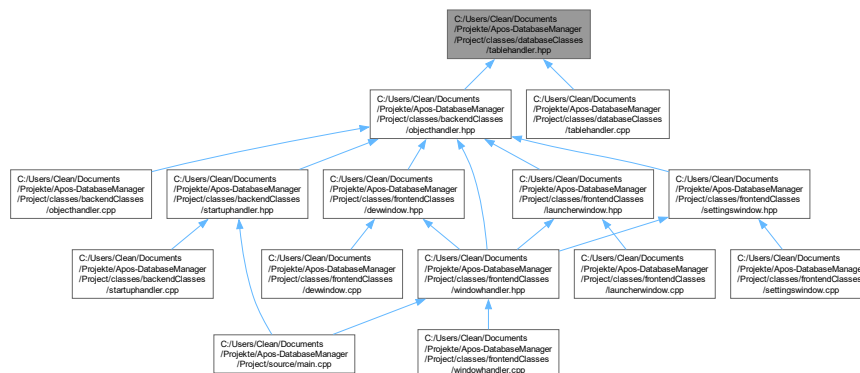 C:/Users/Clean/Documents
/Projekte/Apos-DatabaseManager
/Project/classes/databaseClasses
/tablehandler.hpp
C:/Users/Clean/Documents
/Projekte/Apos-DatabaseManager
/Project/classes/backendClasses
/objecthandler.hpp
C:/Users/Clean/Documents
/Projekte/Apos-DatabaseManager
/Project/classes/databaseClasses
/tablehandler.cpp
C:/Users/Clean/Documents
/Projekte/Apos-DatabaseManager
/Project/classes/backendClasses
/objecthandler.cpp
C:/Users/Clean/Documents
/Projekte/Apos-DatabaseManager
/Project/classes/backendClasses
/startuphandler.hpp
C:/Users/Clean/Documents
/Projekte/Apos-DatabaseManager
/Project/classes/frontendClasses
/dewindow.hpp
C:/Users/Clean/Documents
/Projekte/Apos-DatabaseManager
/Project/classes/frontendClasses
/launcherwindow.hpp
C:/Users/Clean/Documents
/Projekte/Apos-DatabaseManager
/Project/classes/frontendClasses
/settingswindow.hpp
C:/Users/Clean/Documents
/Projekte/Apos-DatabaseManager
/Project/classes/backendClasses
/startuphandler.cpp
C:/Users/Clean/Documents
/Projekte/Apos-DatabaseManager
/Project/classes/frontendClasses
/dewindow.cpp
C:/Users/Clean/Documents
/Projekte/Apos-DatabaseManager
/Project/classes/frontendClasses
/windowhandler.hpp
C:/Users/Clean/Documents
/Projekte/Apos-DatabaseManager
/Project/classes/frontendClasses
/launcherwindow.cpp
C:/Users/Clean/Documents
/Projekte/Apos-DatabaseManager
/Project/classes/frontendClasses
/settingswindow.cpp
C:/Users/Clean/Documents
/Projekte/Apos-DatabaseManager
/Project/source/main.cpp
C:/Users/Clean/Documents
/Projekte/Apos-DatabaseManager
/Project/classes/frontendClasses
/windowhandler.cpp